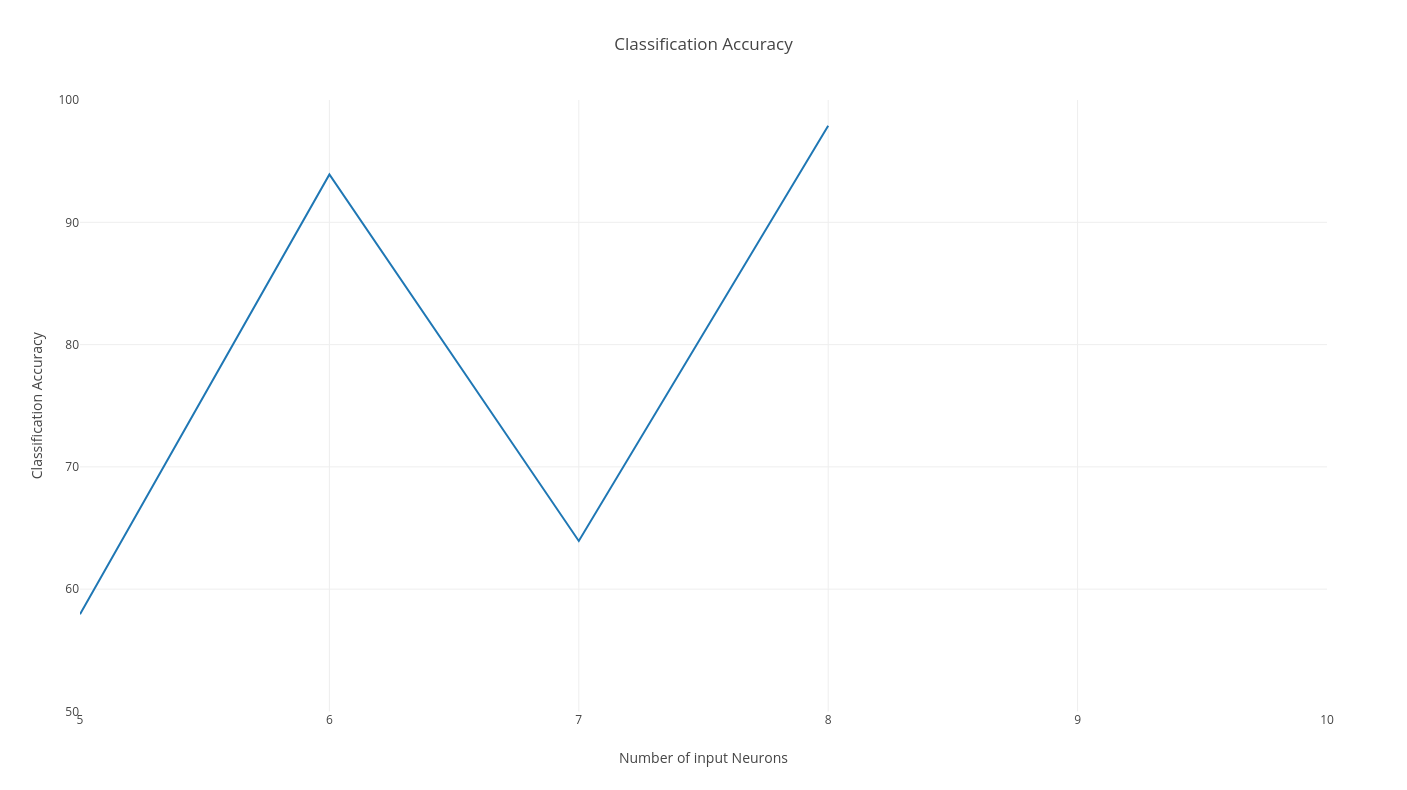 Classification Accuracy
100
90
80
70
60
50
Classification Accuracy
5 6 7 8 9 10
Number of input Neurons